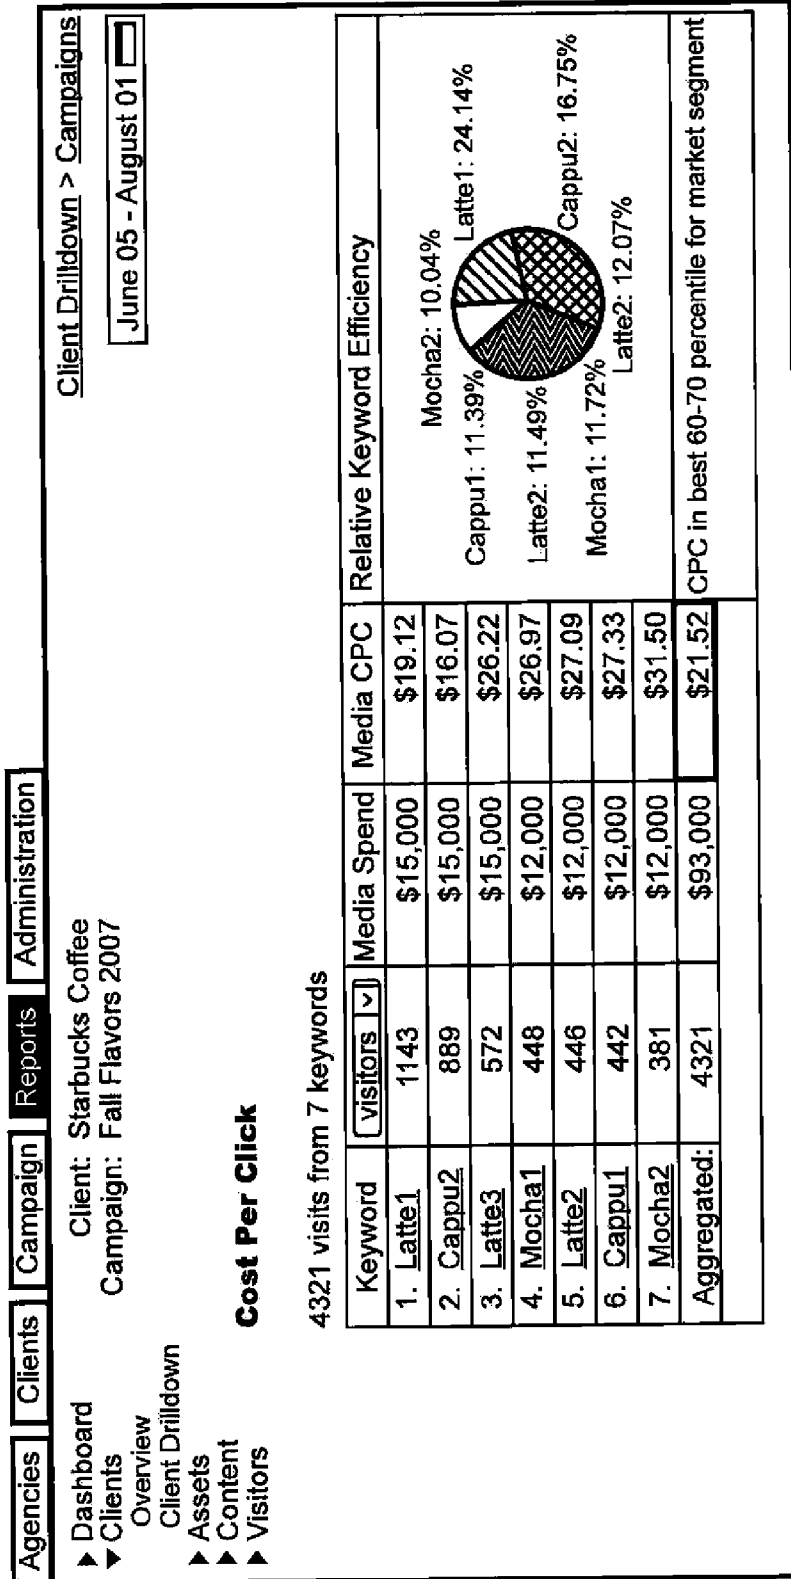 Agencies Clients Campaign Reports Administration
Client: Starbucks Coffee
Campaign: Fall Flavors 2007
Client Drilldown > Campaigns
June 05 - August 01
Dashboard
Clients
Overview
Client Drilldown
Assets
Content
Visitors
Cost Per Click
4321 visits from 7 keywords
Keyword visitors Media Spend Media CPC Relative Keyword Efficiency
1. Latte1 1143 $15,000 $19.12
2. Cappu2 889 $15,000 $16.07
3. Latte3 572 $15,000 $26.22
4. Mocha1 448 $12,000 $26.97
5. Latte2 446 $12,000 $27.09
6. Cappu1 442 $12,000 $27.33
7. Mocha2 381 $12,000 $31.50
Aggregated: 4321 $93,000 $21.52 CPC in best 60-70 percentile for market segment
Mocha2: 10.04%
Latte1: 24.14%
Cappu1: 11.39%
Latte2: 11.49%
Cappu2: 16.75%
Mocha1: 11.72%
Latte2: 12.07%